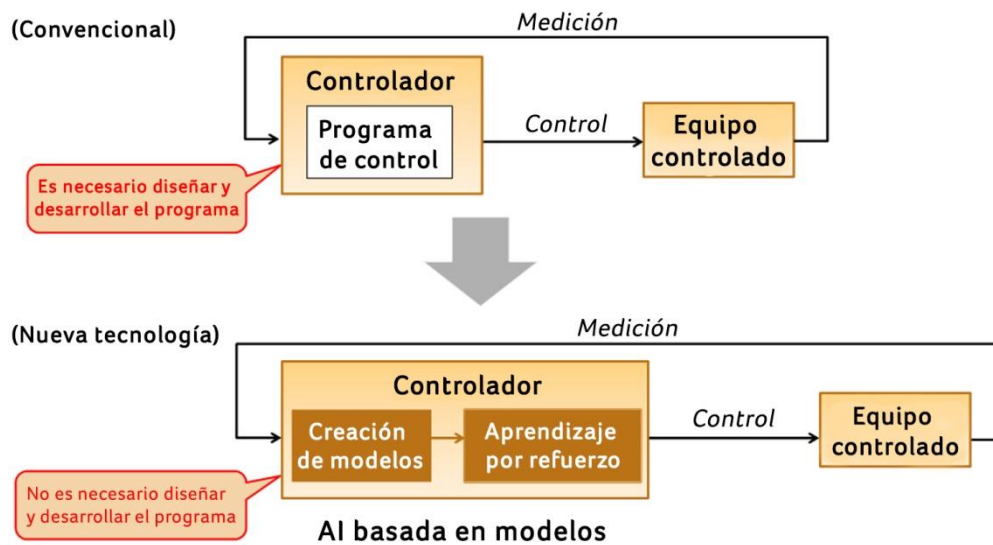 (Convencional)
Medición
Controlador
Programa
de control
Control
Equipo
controlado
Es necesario diseñar y
desarrollar el programa
(Nueva tecnología)
Medición
Controlador
Creación
de modelos
Aprendizaje
por refuerzo
Control
Equipo
controlado
No es necesario diseñar
y desarrollar el programa
AI basada en modelos